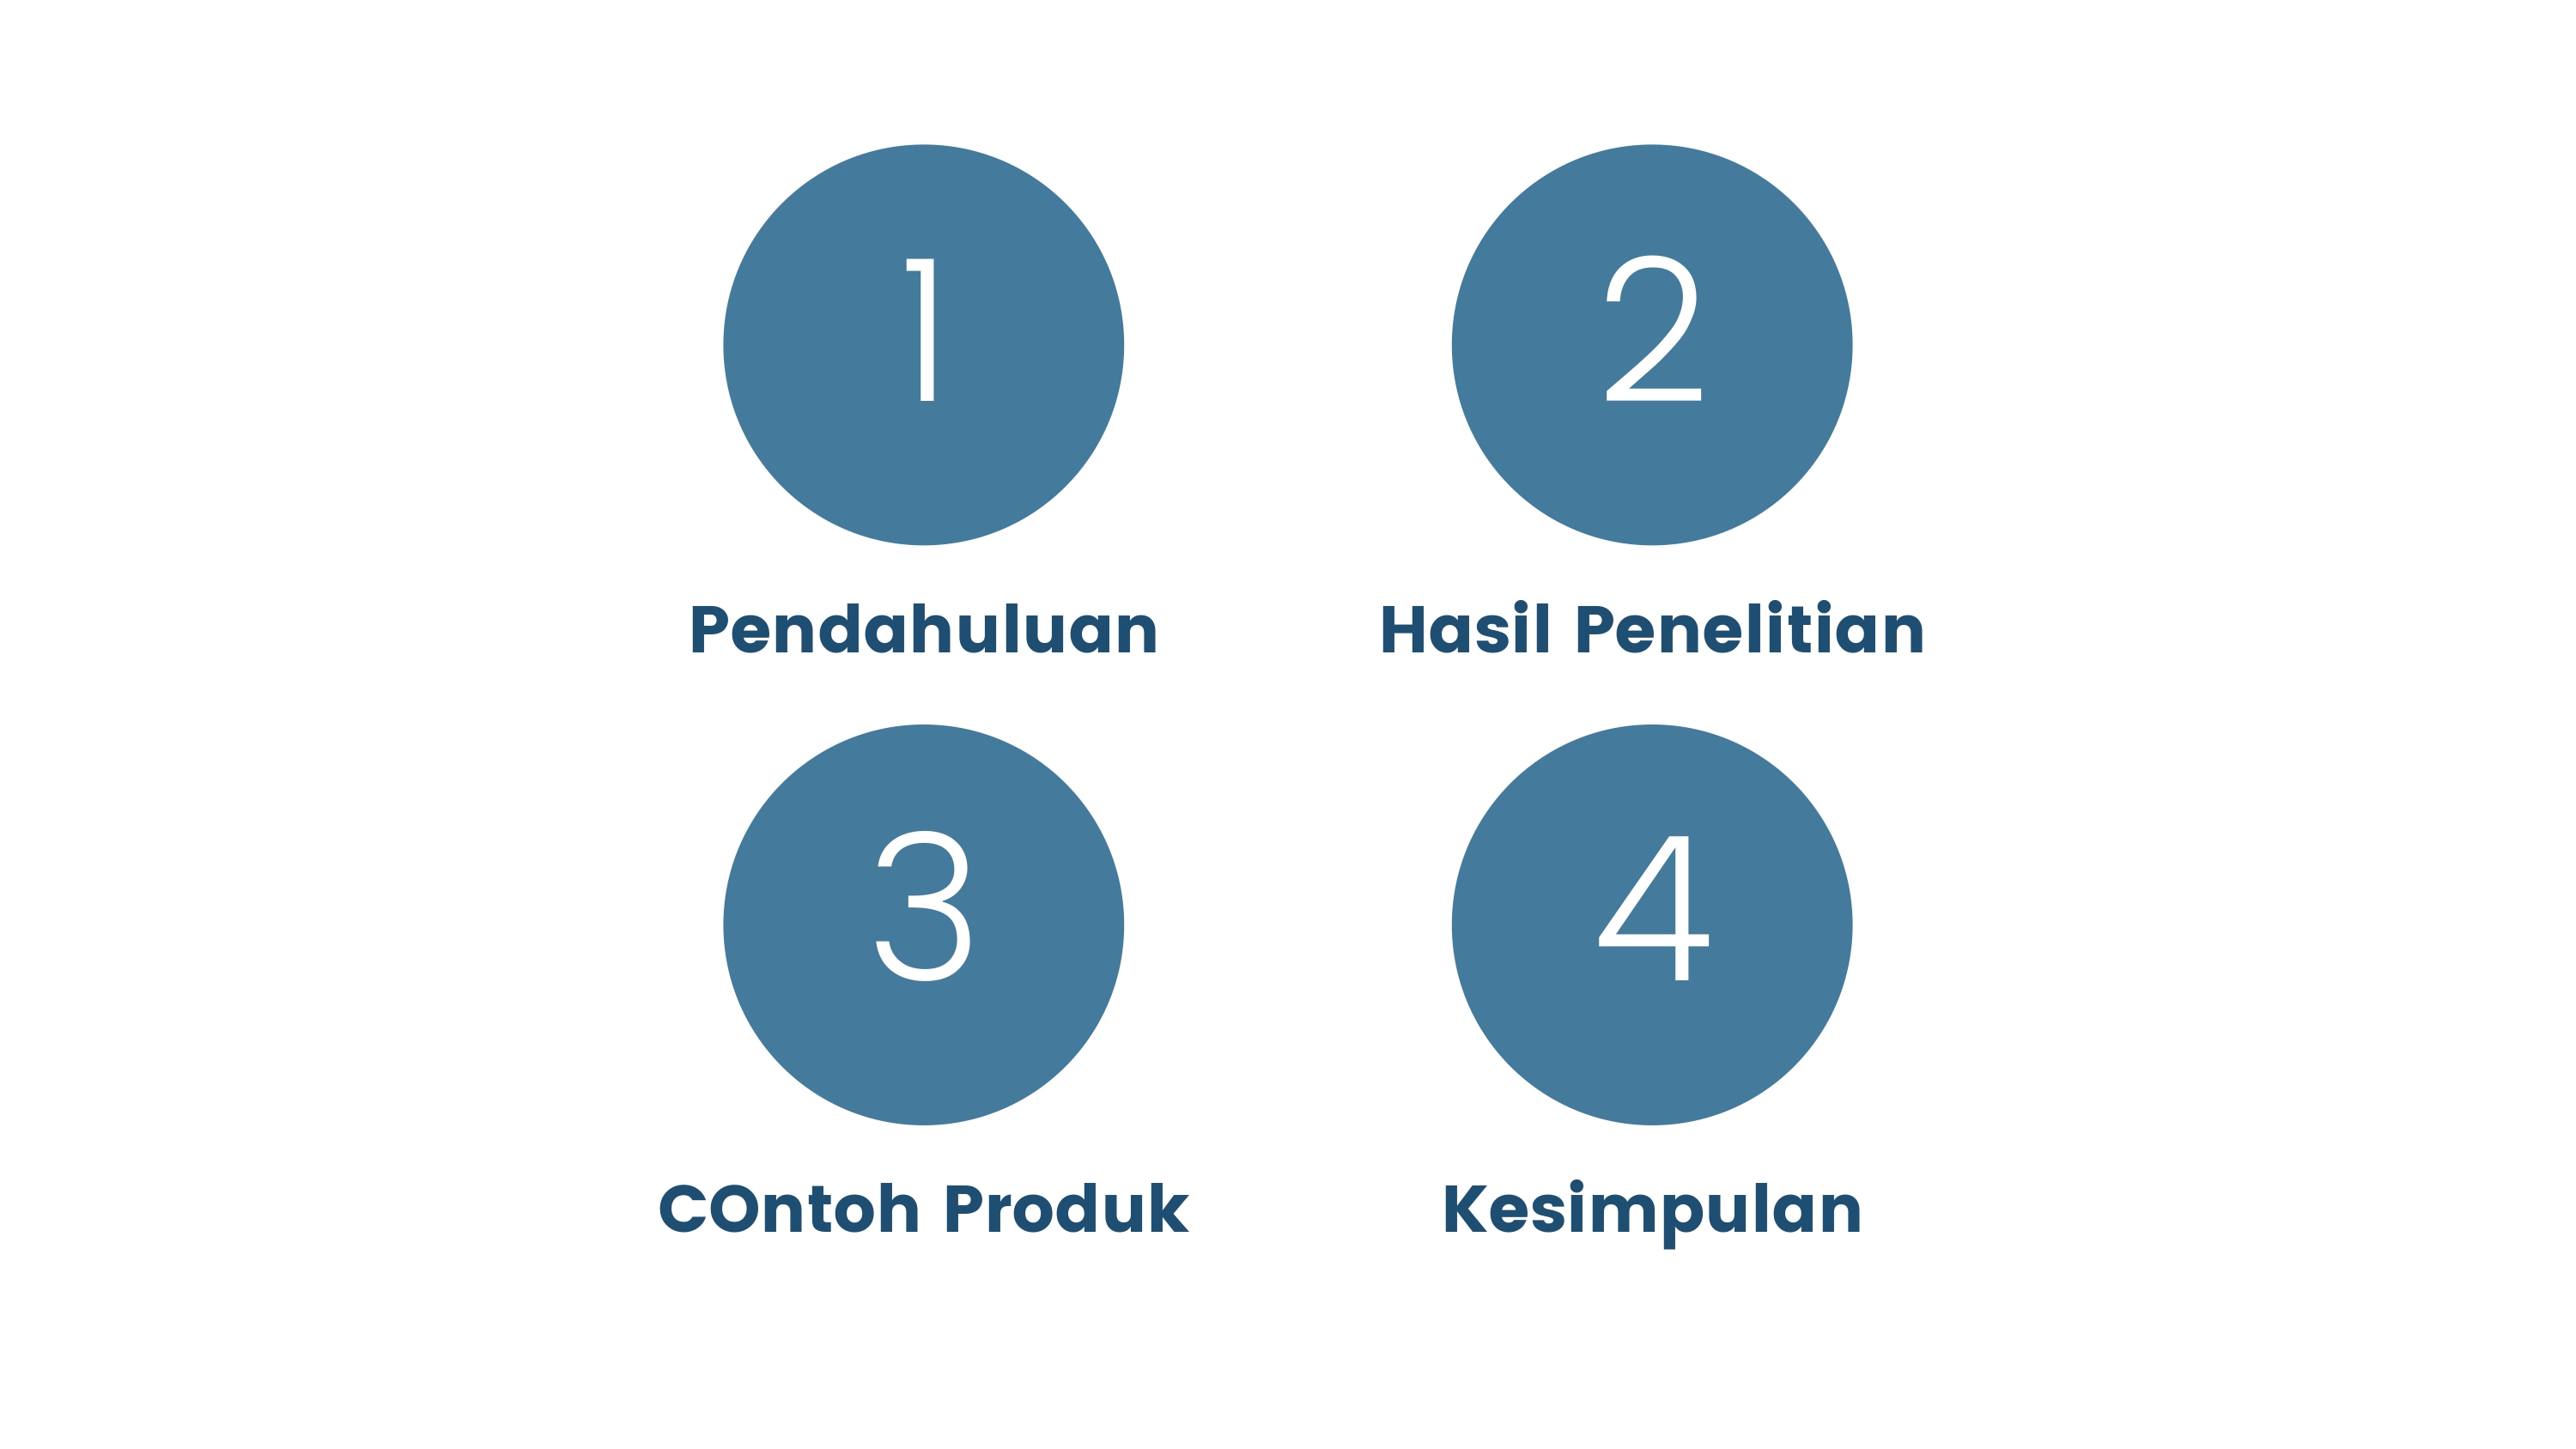 1
2
Pendahuluan
Hasil Penelitian
3
4
COntoh Produk
Kesimpulan